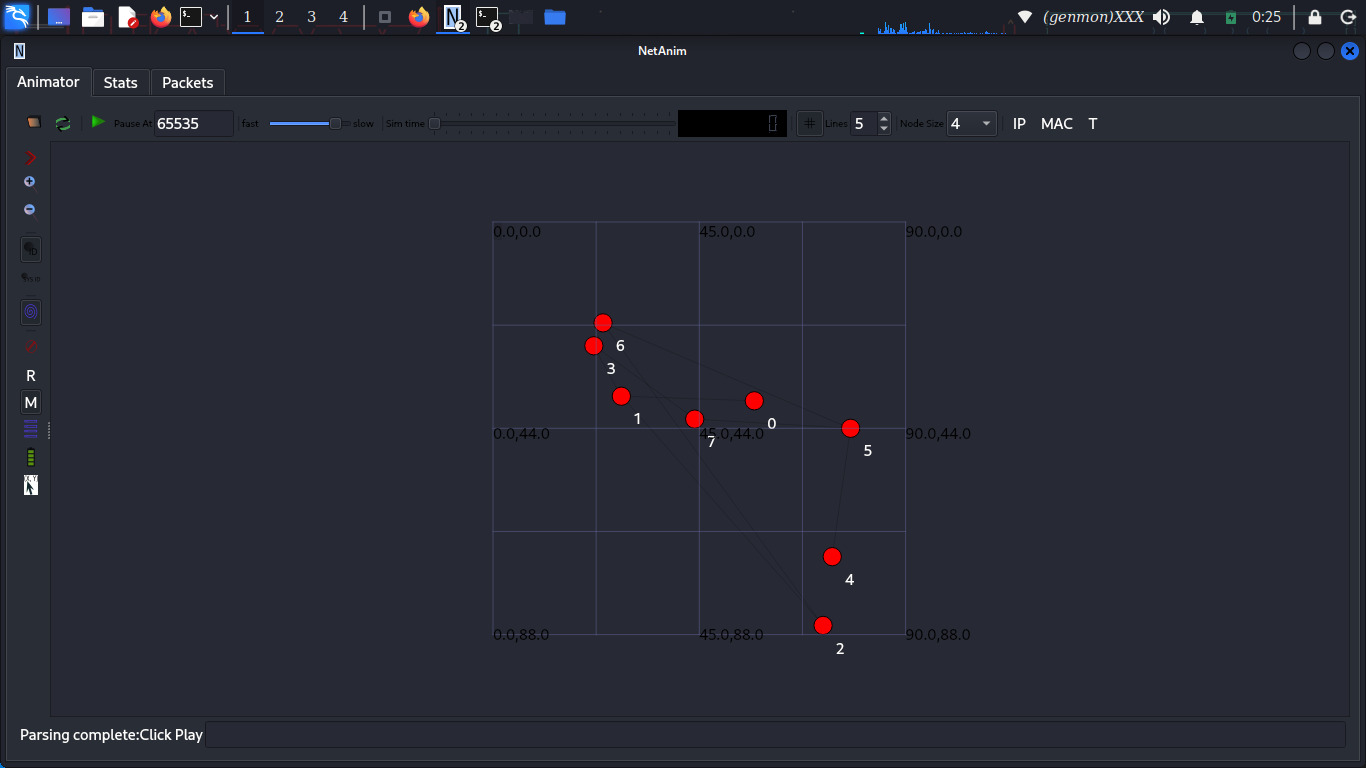 1 2 3 4 2 2 (genmon)XXX 0:25
NetAnim
Animator Stats Packets
Pause At 65535 fast slow Sim time 0 Lines 5 Node Size 4 IP MAC T
0.0,0.0 45.0,0.0 90.0,0.0
6
3
1
0
7
0.0,44.0 45.0,44.0 90.0,44.0
5
R
M
4
0.0,88.0 45.0,88.0 90.0,88.0
2
Parsing complete:Click Play